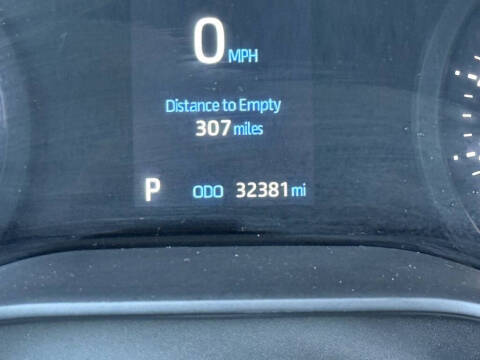 0 MPH
Distance to Empty
307 miles
P ODO 32381 mi